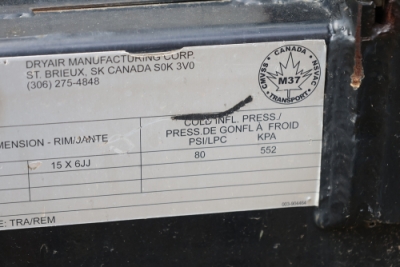 DRYAIR MANUFACTURING CORP.
ST. BRIEUX, SK CANADA S0K 3V0
(306) 275-4848
CANADA
CMVSS
NSVAC
M37
TRANSPORT
COLD INFL. PRESS./
PRESS.DE GONFL À FROID
MENSION - RIM/JANTE
PSI/LPC KPA
15 X 6JJ 80 552
E: TRA/REM